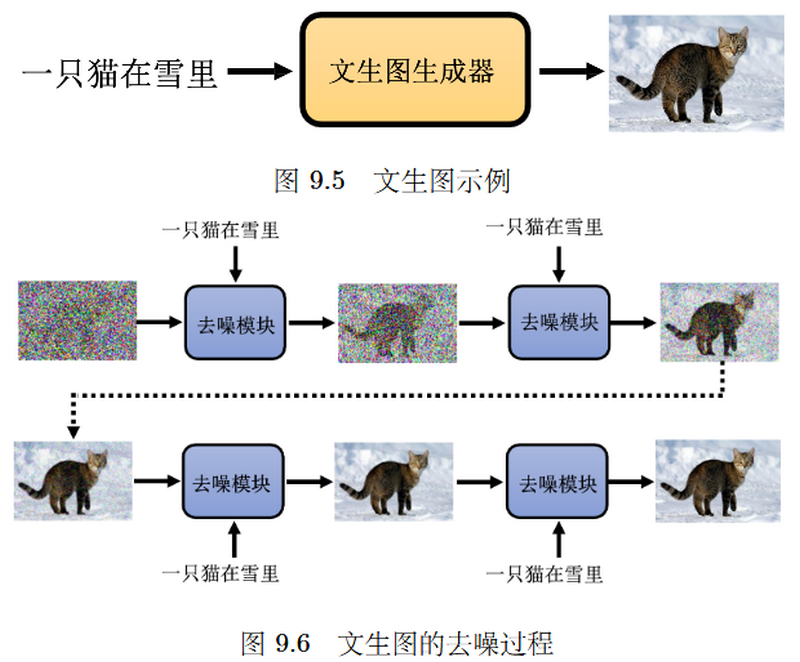 一只猫在雪里
文生图生成器
图 9.5 文生图示例
一只猫在雪里
一只猫在雪里
去噪模块
去噪模块
去噪模块
去噪模块
一只猫在雪里
一只猫在雪里
图 9.6 文生图的去噪过程